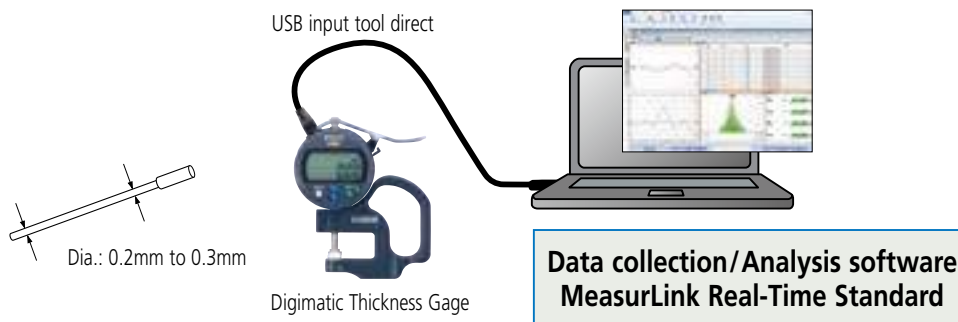 USB input tool direct
Dia.: 0.2mm to 0.3mm
Digimatic Thickness Gage
Data collection/Analysis software
MeasurLink Real-Time Standard